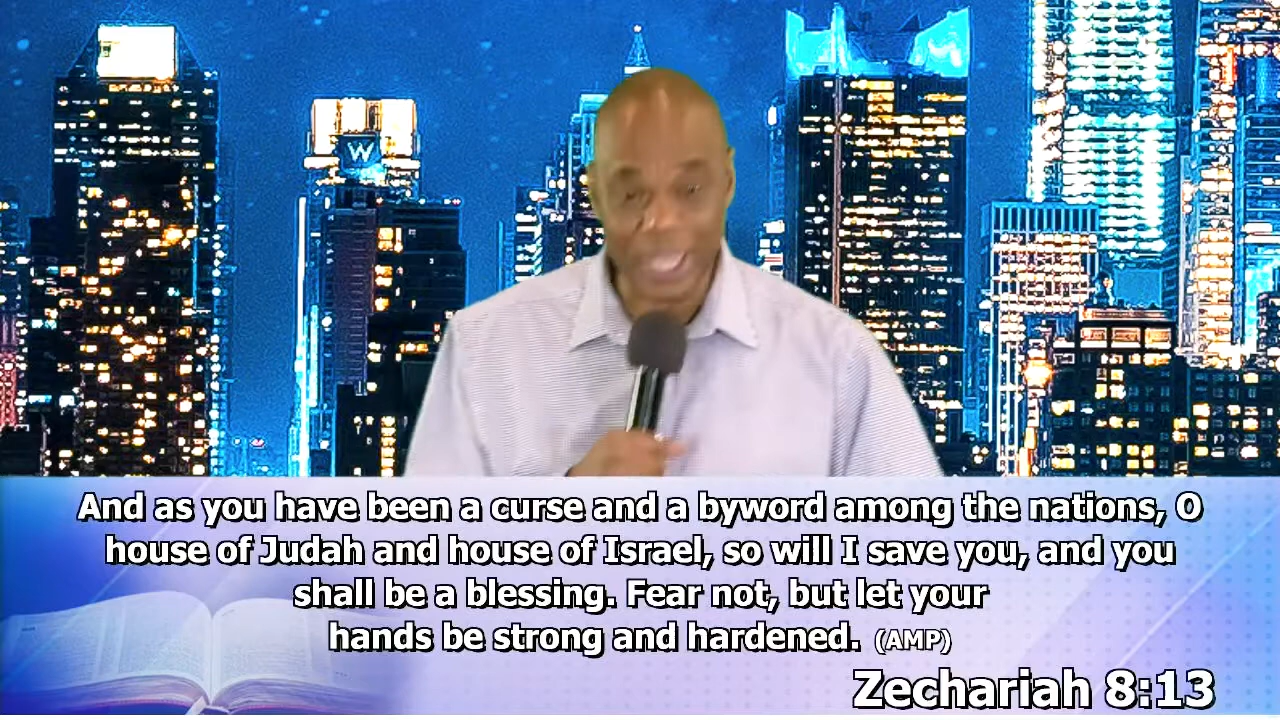 W
And as you have been a curse and a byword among the nations, O
house of Judah and house of Israel, so will I save you, and you
shall be a blessing. Fear not, but let your
hands be strong and hardened. (AMP)
Zechariah 8:13